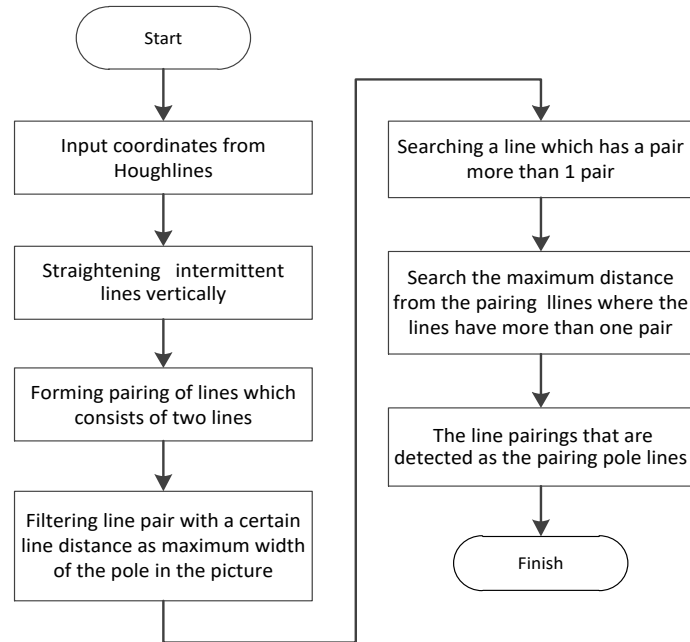 Start
Input coordinates from
Houghlines
Straightening intermittent
lines vertically
Forming pairing of lines which
consists of two lines
Filtering line pair with a certain
line distance as maximum width
of the pole in the picture
Searching a line which has a pair
more than 1 pair
Search the maximum distance
from the pairing llines where the
lines have more than one pair
The line pairings that are
detected as the pairing pole lines
Finish